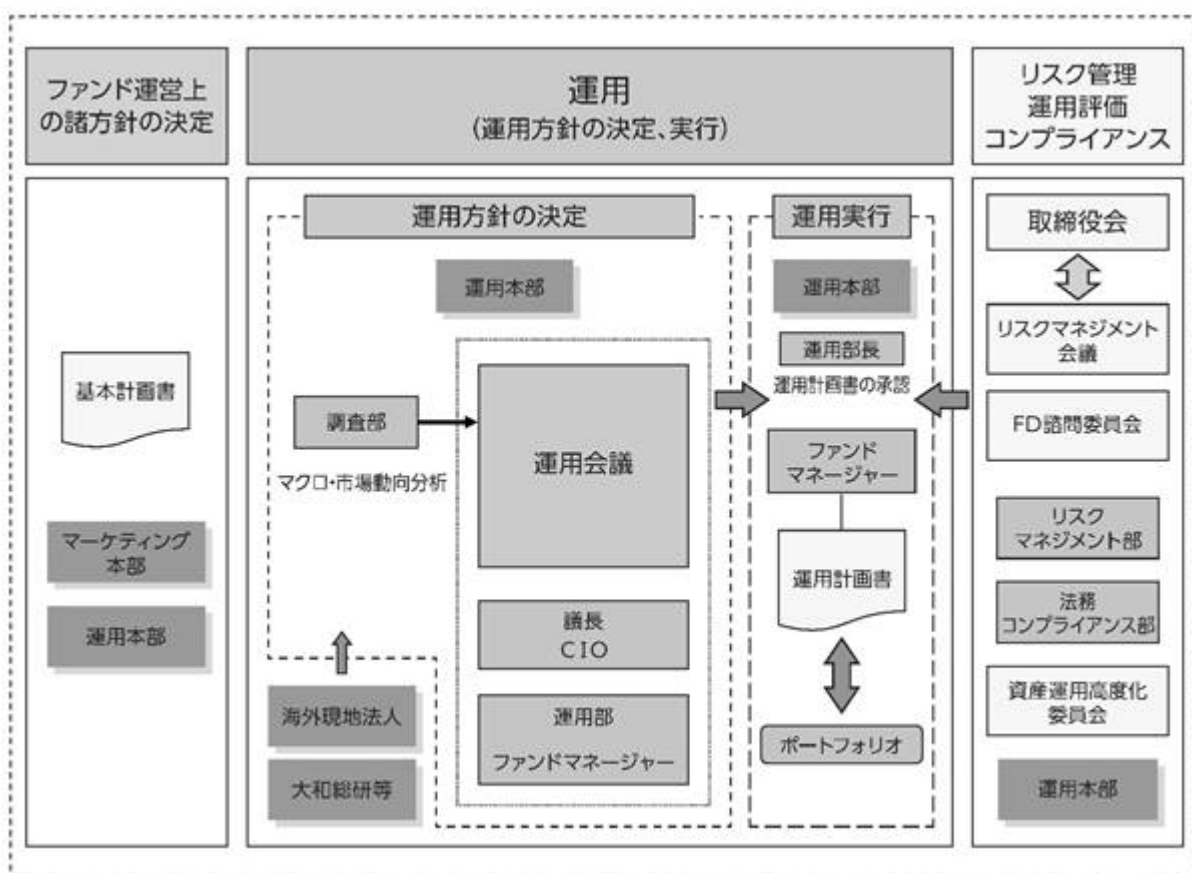 ファンド運営上
の諸方針の決定
基本計画書
マーケティング
本部
運用本部
運用
(運用方針の決定、実行)
運用方針の決定
運用本部
調査部
マクロ・市場動向分析
運用会議
議長
CIO
運用部
ファンドマネージャー
海外現地法人
大和総研等
運用実行
運用本部
運用部長
運用計画書の承認
ファンド
マネージャー
運用計画書
ポートフォリオ
リスク管理
運用評価
コンプライアンス
取締役会
リスクマネジメント
会議
FD諮問委員会
リスク
マネジメント部
法務
コンプライアンス部
資産運用高度化
委員会
運用本部